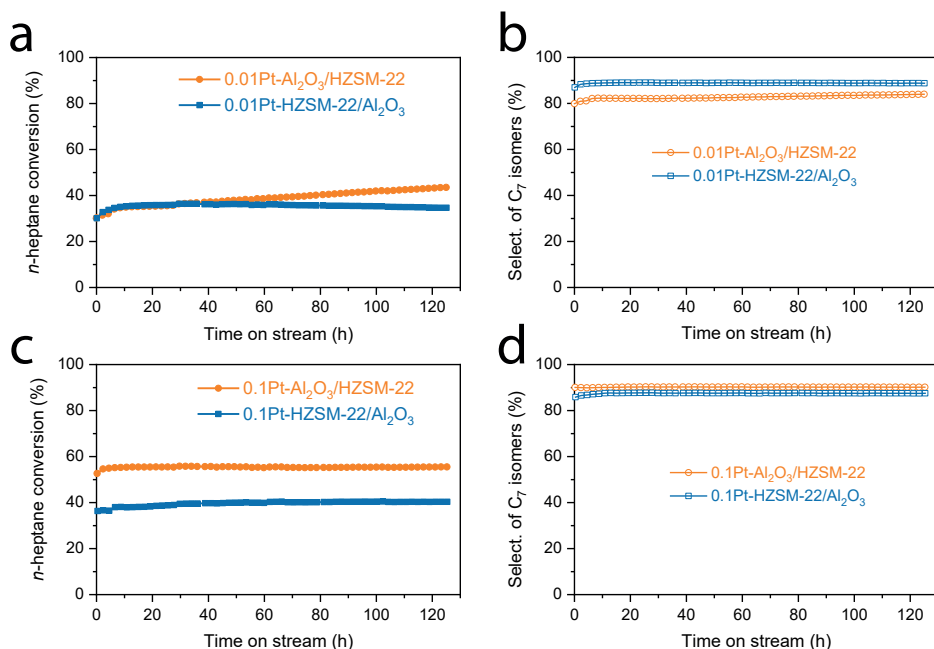 a
100
80
60
40
20
0
n-heptane conversion (%)
0.01Pt-Al₂O₃/HZSM-22
0.01Pt-HZSM-22/Al₂O₃
0 20 40 60 80 100 120
Time on stream (h)
b
100
80
60
40
20
0
Select. of C₇ isomers (%)
0.01Pt-Al₂O₃/HZSM-22
0.01Pt-HZSM-22/Al₂O₃
0 20 40 60 80 100 120
Time on stream (h)
c
100
80
60
40
20
0
n-heptane conversion (%)
0.1Pt-Al₂O₃/HZSM-22
0.1Pt-HZSM-22/Al₂O₃
0 20 40 60 80 100 120
Time on stream (h)
d
100
80
60
40
20
0
Select. of C₇ isomers (%)
0.1Pt-Al₂O₃/HZSM-22
0.1Pt-HZSM-22/Al₂O₃
0 20 40 60 80 100 120
Time on stream (h)